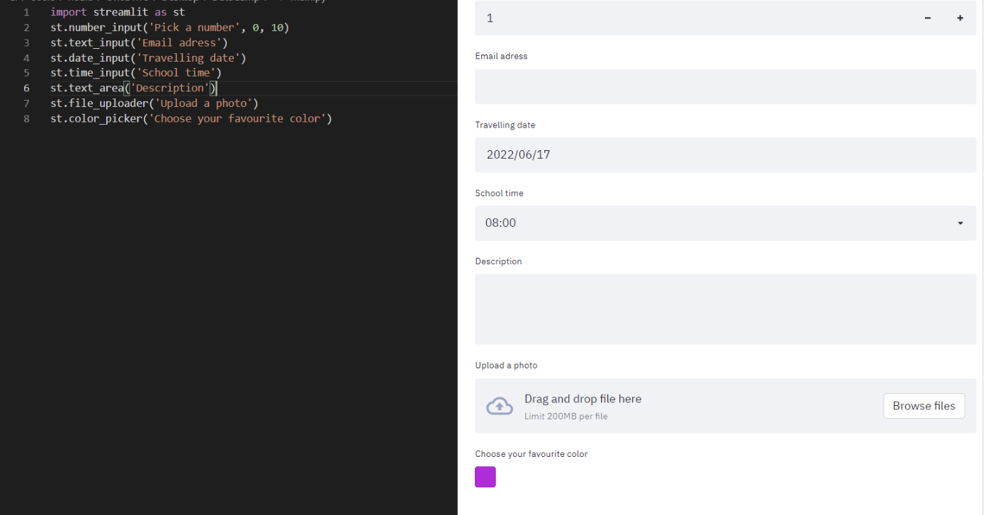 1 import streamlit as st
2 st.number_input('Pick a number', 0, 10)
3 st.text_input('Email adress')
4 st.date_input('Travelling date')
5 st.time_input('School time')
6 st.text_area('Description')
7 st.file_uploader('Upload a photo')
8 st.color_picker('Choose your favourite color')
1
Email adress
Travelling date
2022/06/17
School time
08:00
Description
Upload a photo
Drag and drop file here
Limit 200MB per file
Browse files
Choose your favourite color